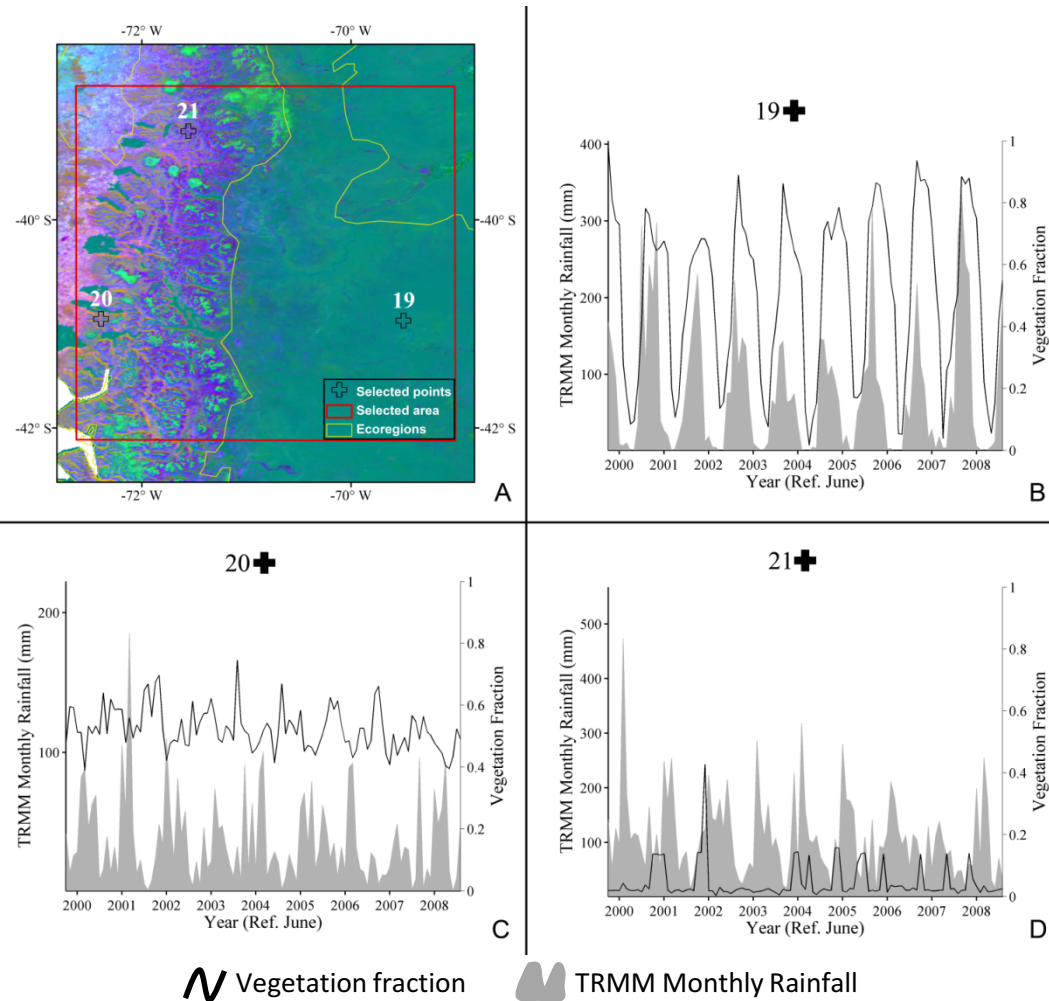 -72° W
-70° W
21
-40° S
-40° S
20
19
Selected points
Selected area
Ecoregions
-42° S
-42° S
-72° W
-70° W
A
19
TRMM Monthly Rainfall (mm)
400
300
200
100
1
0.8
0.6
0.4
0.2
0
Vegetation Fraction
2000 2001 2002 2003 2004 2005 2006 2007 2008
Year (Ref. June)
B
20
TRMM Monthly Rainfall (mm)
200
100
1
0.8
0.6
0.4
0.2
0
Vegetation Fraction
2000 2001 2002 2003 2004 2005 2006 2007 2008
Year (Ref. June)
C
21
TRMM Monthly Rainfall (mm)
500
400
300
200
100
1
0.8
0.6
0.4
0.2
0
Vegetation Fraction
2000 2001 2002 2003 2004 2005 2006 2007 2008
Year (Ref. June)
D
Vegetation fraction
TRMM Monthly Rainfall